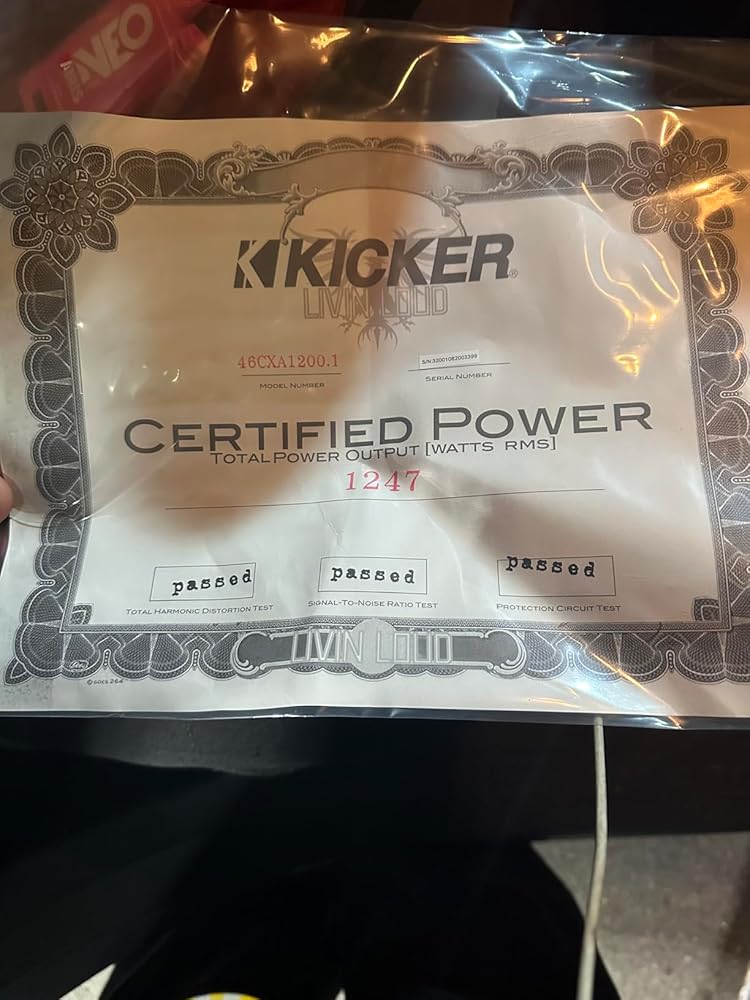 NEO
KICKER®
LIVIN LOUD
46CXA1200.1
MODEL NUMBER
SERIAL NUMBER
CERTIFIED POWER
TOTAL POWER OUTPUT [WATTS RMS]
1247
passed
TOTAL HARMONIC DISTORTION TEST
passed
SIGNAL-TO-NOISE RATIO TEST
passed
PROTECTION CIRCUIT TEST
LIVIN LOUD